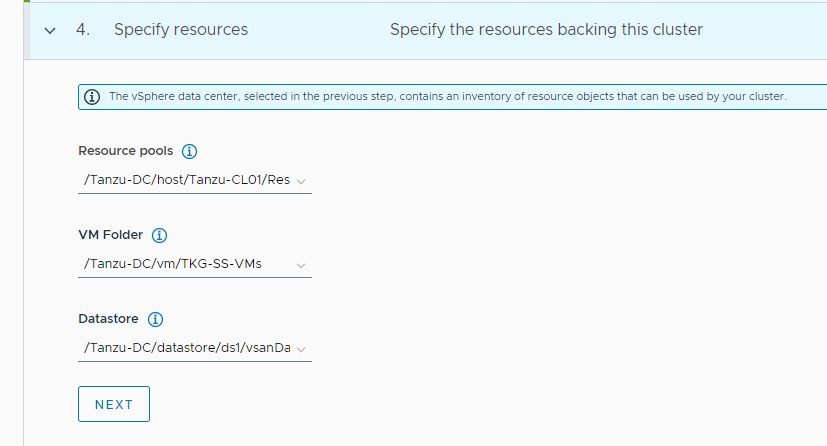 4. Specify resources Specify the resources backing this cluster
The vSphere data center, selected in the previous step, contains an inventory of resource objects that can be used by your cluster.
Resource pools
/Tanzu-DC/host/Tanzu-CL01/Res
VM Folder
/Tanzu-DC/vm/TKG-SS-VMs
Datastore
/Tanzu-DC/datastore/ds1/vsanDa
NEXT